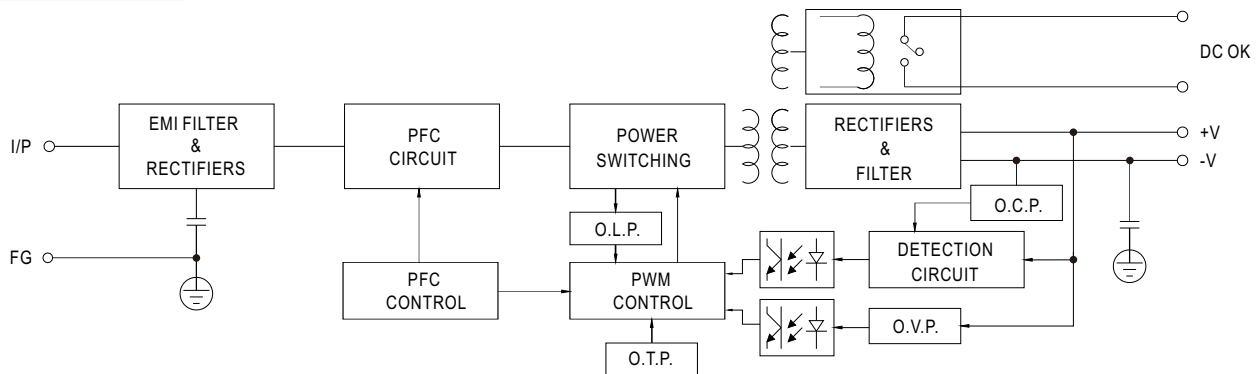 DC OK
I/P
EMI FILTER
&
RECTIFIERS
PFC
CIRCUIT
POWER
SWITCHING
RECTIFIERS
&
FILTER
+V
-V
O.C.P.
O.L.P.
FG
PFC
CONTROL
PWM
CONTROL
DETECTION
CIRCUIT
O.V.P.
O.T.P.